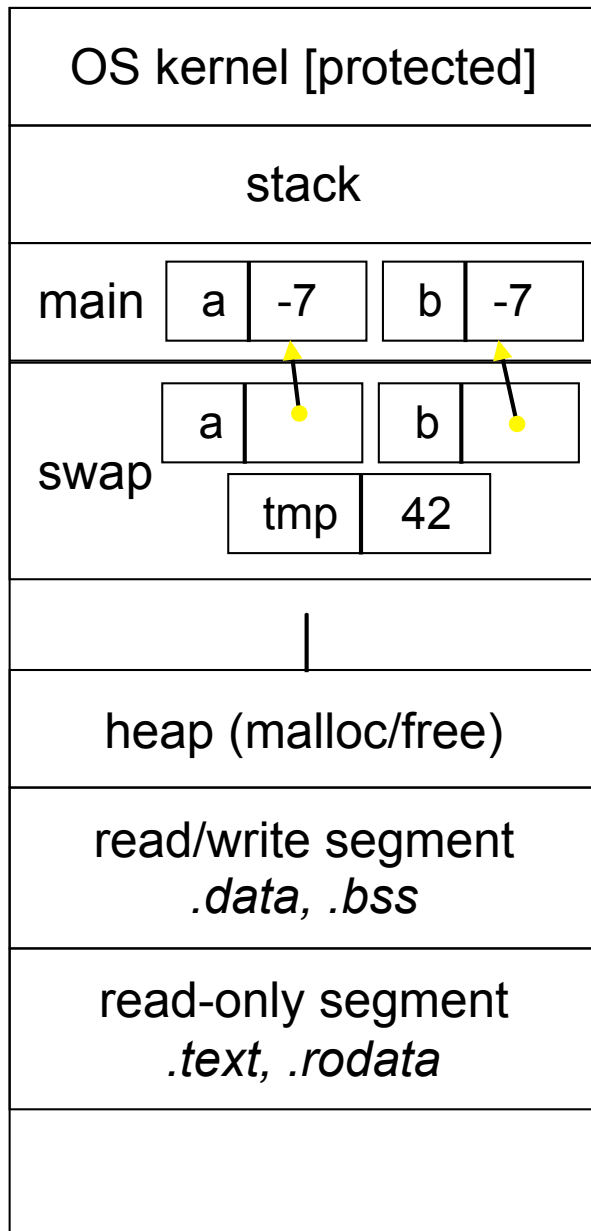 OS kernel [protected]
stack
main a -7 b -7
a b
swap
tmp 42
heap (malloc/free)
read/write segment
.data, .bss
read-only segment
.text, .rodata